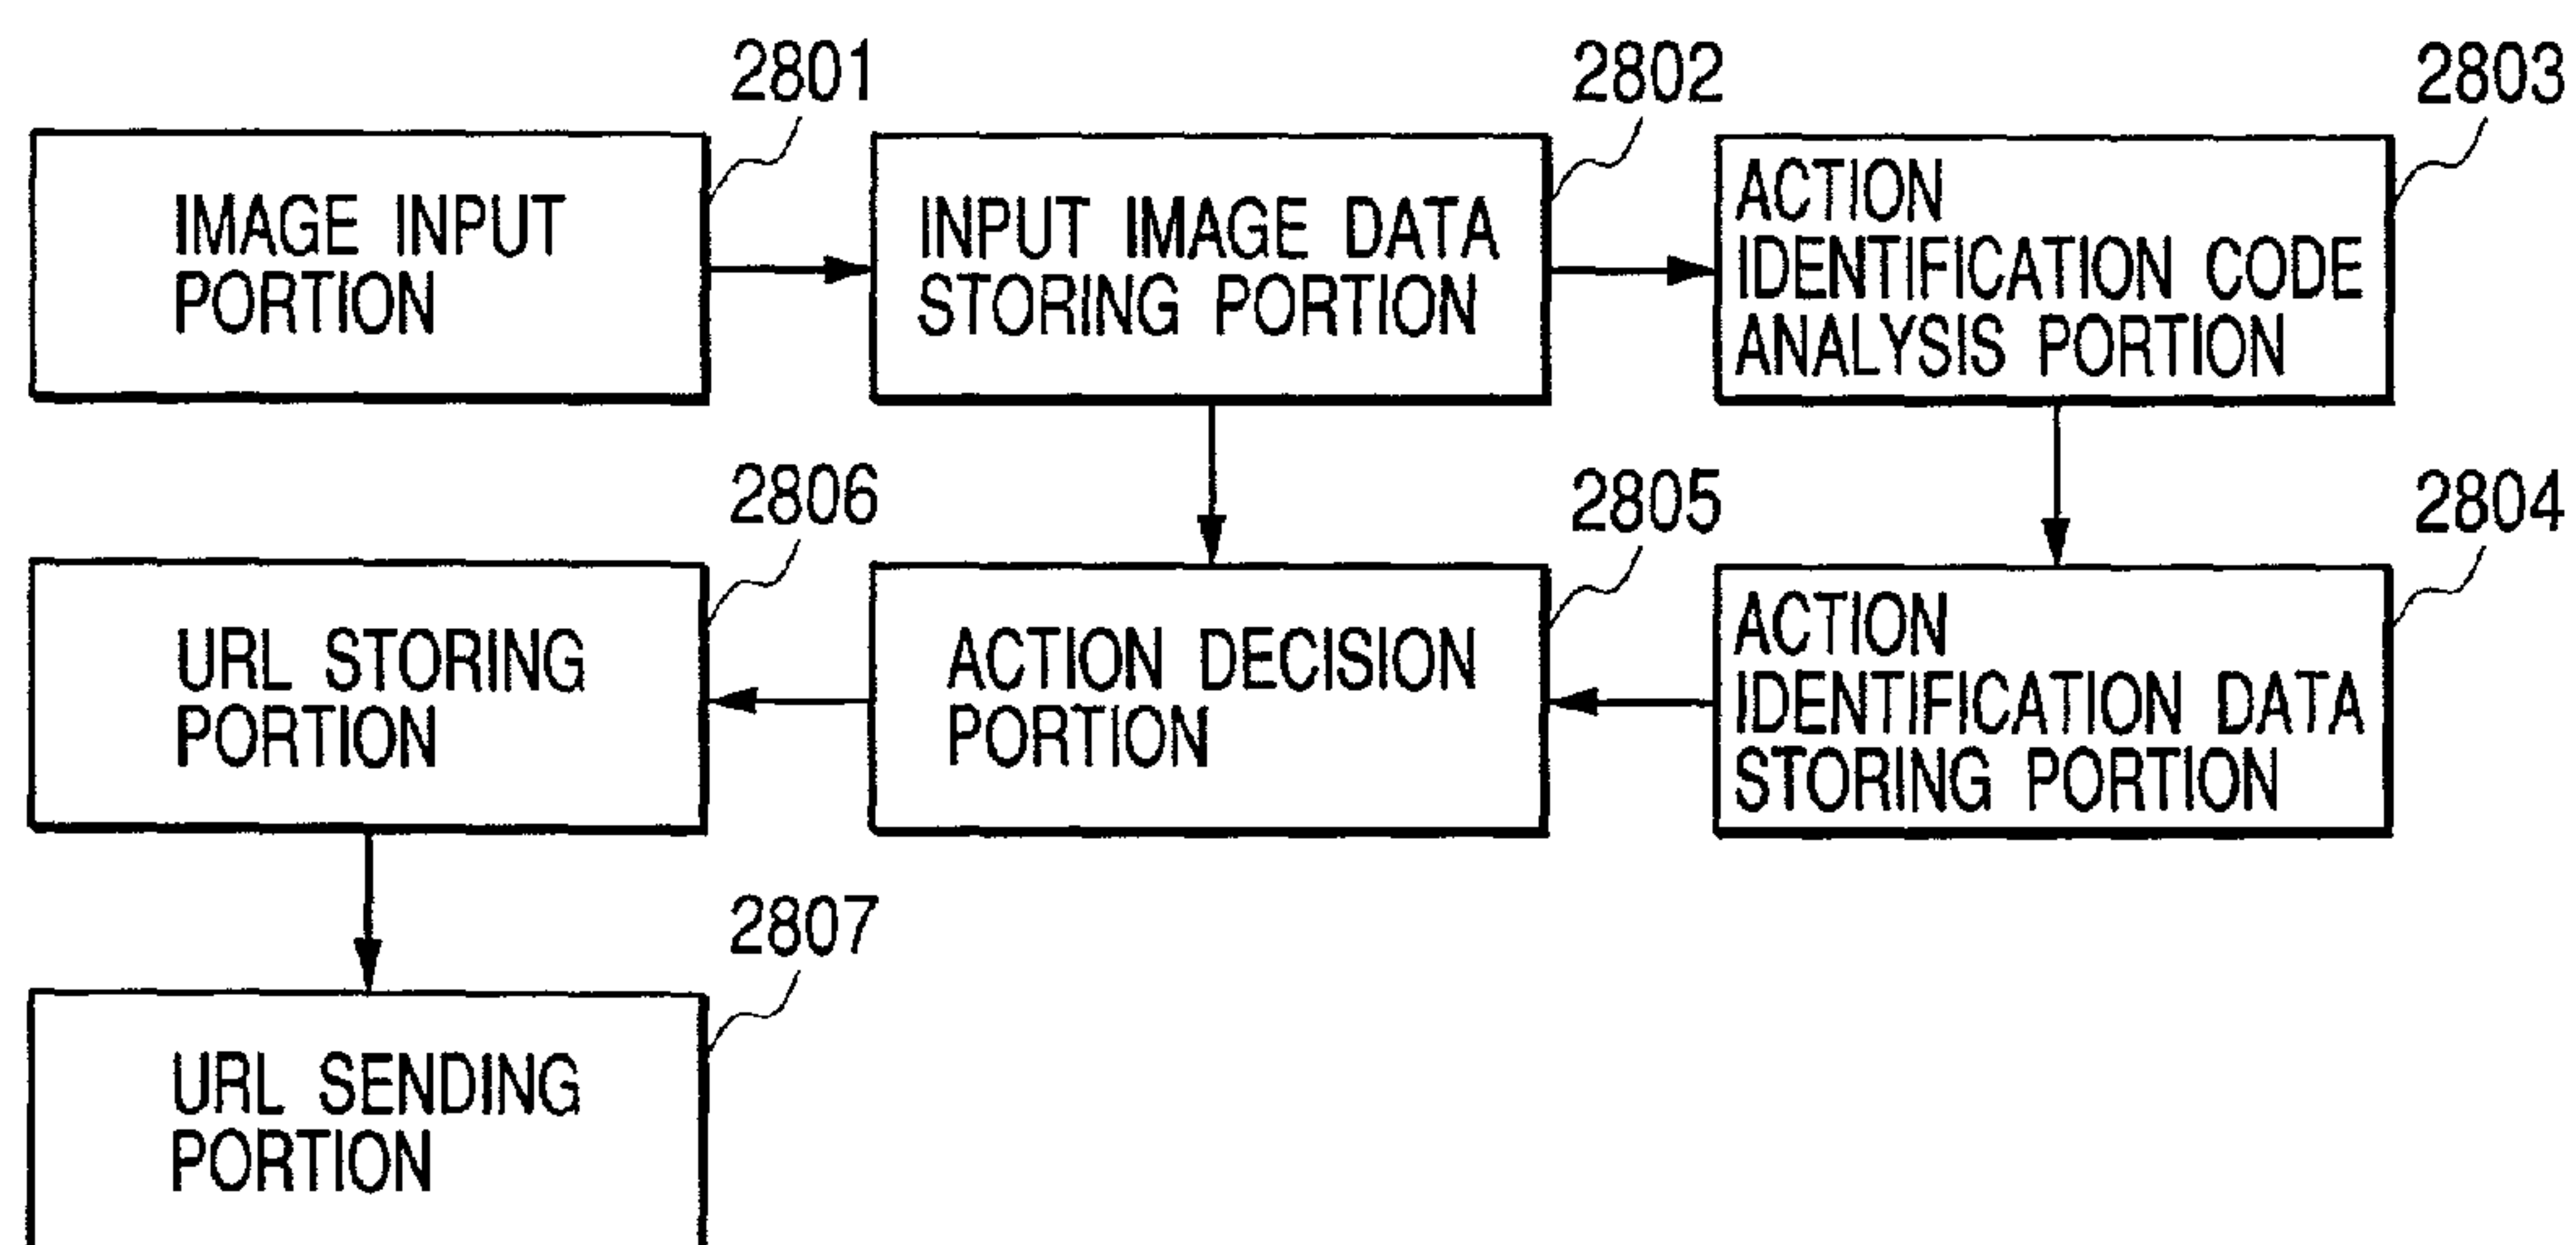 2801
IMAGE INPUT
PORTION
2802
INPUT IMAGE DATA
STORING PORTION
2803
ACTION
IDENTIFICATION CODE
ANALYSIS PORTION
2806
URL STORING
PORTION
2805
ACTION DECISION
PORTION
2804
ACTION
IDENTIFICATION DATA
STORING PORTION
2807
URL SENDING
PORTION